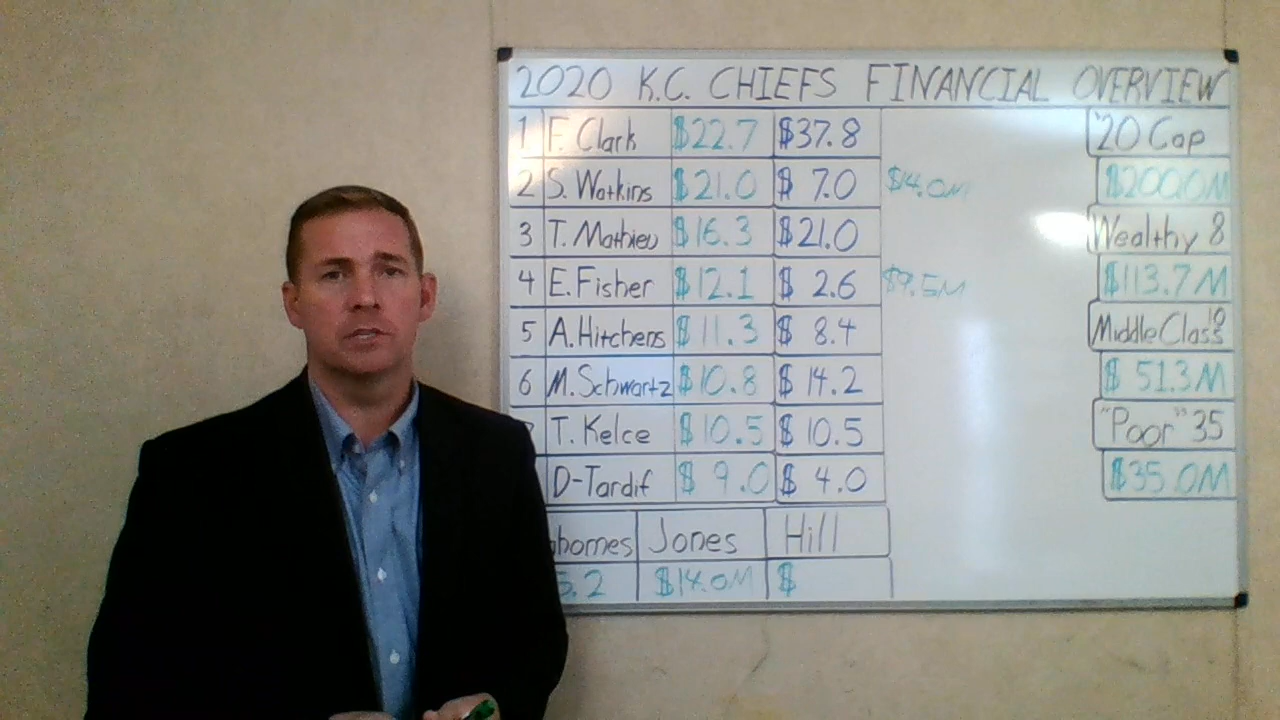 2020 K.C. CHIEFS FINANCIAL OVERVIEW
1 F. Clark $22.7 $37.8
2 S. Watkins $21.0 $ 7.0 $14.0M
3 T. Mathieu $16.3 $21.0
4 E. Fisher $12.1 $ 2.6 $9.5M
5 A. Hitchens $11.3 $ 8.4
6 M. Schwartz $10.8 $ 14.2
T. Kelce $10.5 $ 10.5
D-Tardif $ 9.0 $ 4.0
homes Jones Hill
5.2 $14.0M $
'20 Cap
$200.0M
Wealthy 8
$113.7M
Middle Class 10
$ 51.3M
"Poor" 35
$35.0M